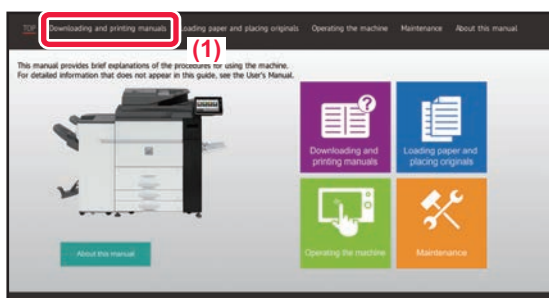 TOP Downloading and printing manuals Loading paper and placing originals Operating the machine Maintenance About this manual
(1)
This manual provides brief explanations of the procedures for using the machine.
For detailed information that does not appear in this guide, see the User's Manual.
Downloading and
printing manuals
Loading paper and
placing originals
Operating the machine
Maintenance
About this manual